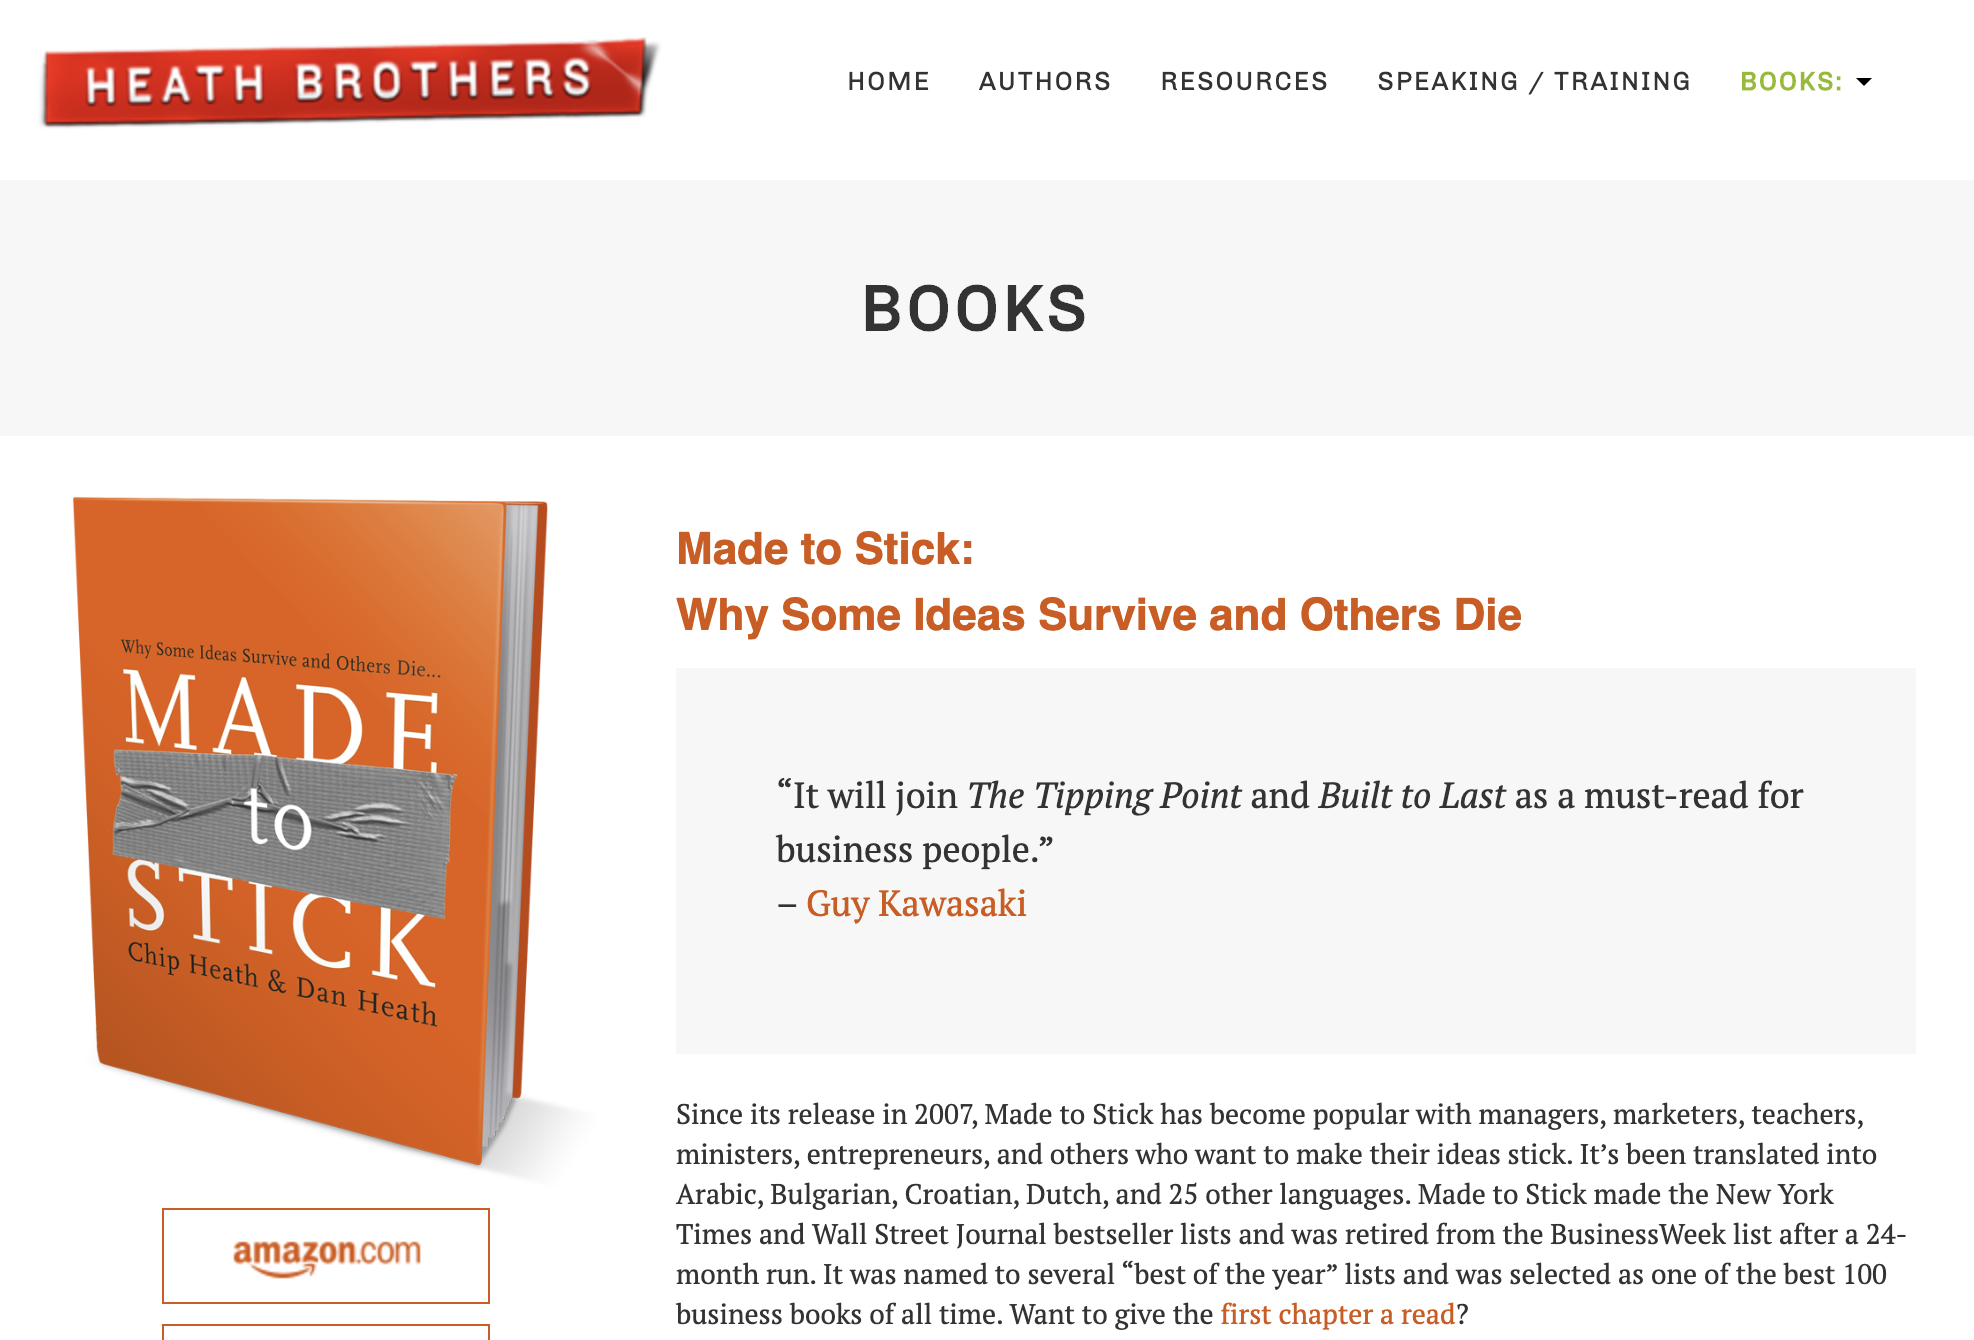 HEATH BROTHERS
HOME AUTHORS RESOURCES SPEAKING / TRAINING BOOKS:
BOOKS
Why Some Ideas Survive and Others Die...
MADE
to
STICK
Chip Heath & Dan Heath
amazon.com
Made to Stick:
Why Some Ideas Survive and Others Die
“It will join The Tipping Point and Built to Last as a must-read for
business people.”
– Guy Kawasaki
Since its release in 2007, Made to Stick has become popular with managers, marketers, teachers,
ministers, entrepreneurs, and others who want to make their ideas stick. It’s been translated into
Arabic, Bulgarian, Croatian, Dutch, and 25 other languages. Made to Stick made the New York
Times and Wall Street Journal bestseller lists and was retired from the BusinessWeek list after a 24-
month run. It was named to several “best of the year” lists and was selected as one of the best 100
business books of all time. Want to give the first chapter a read?